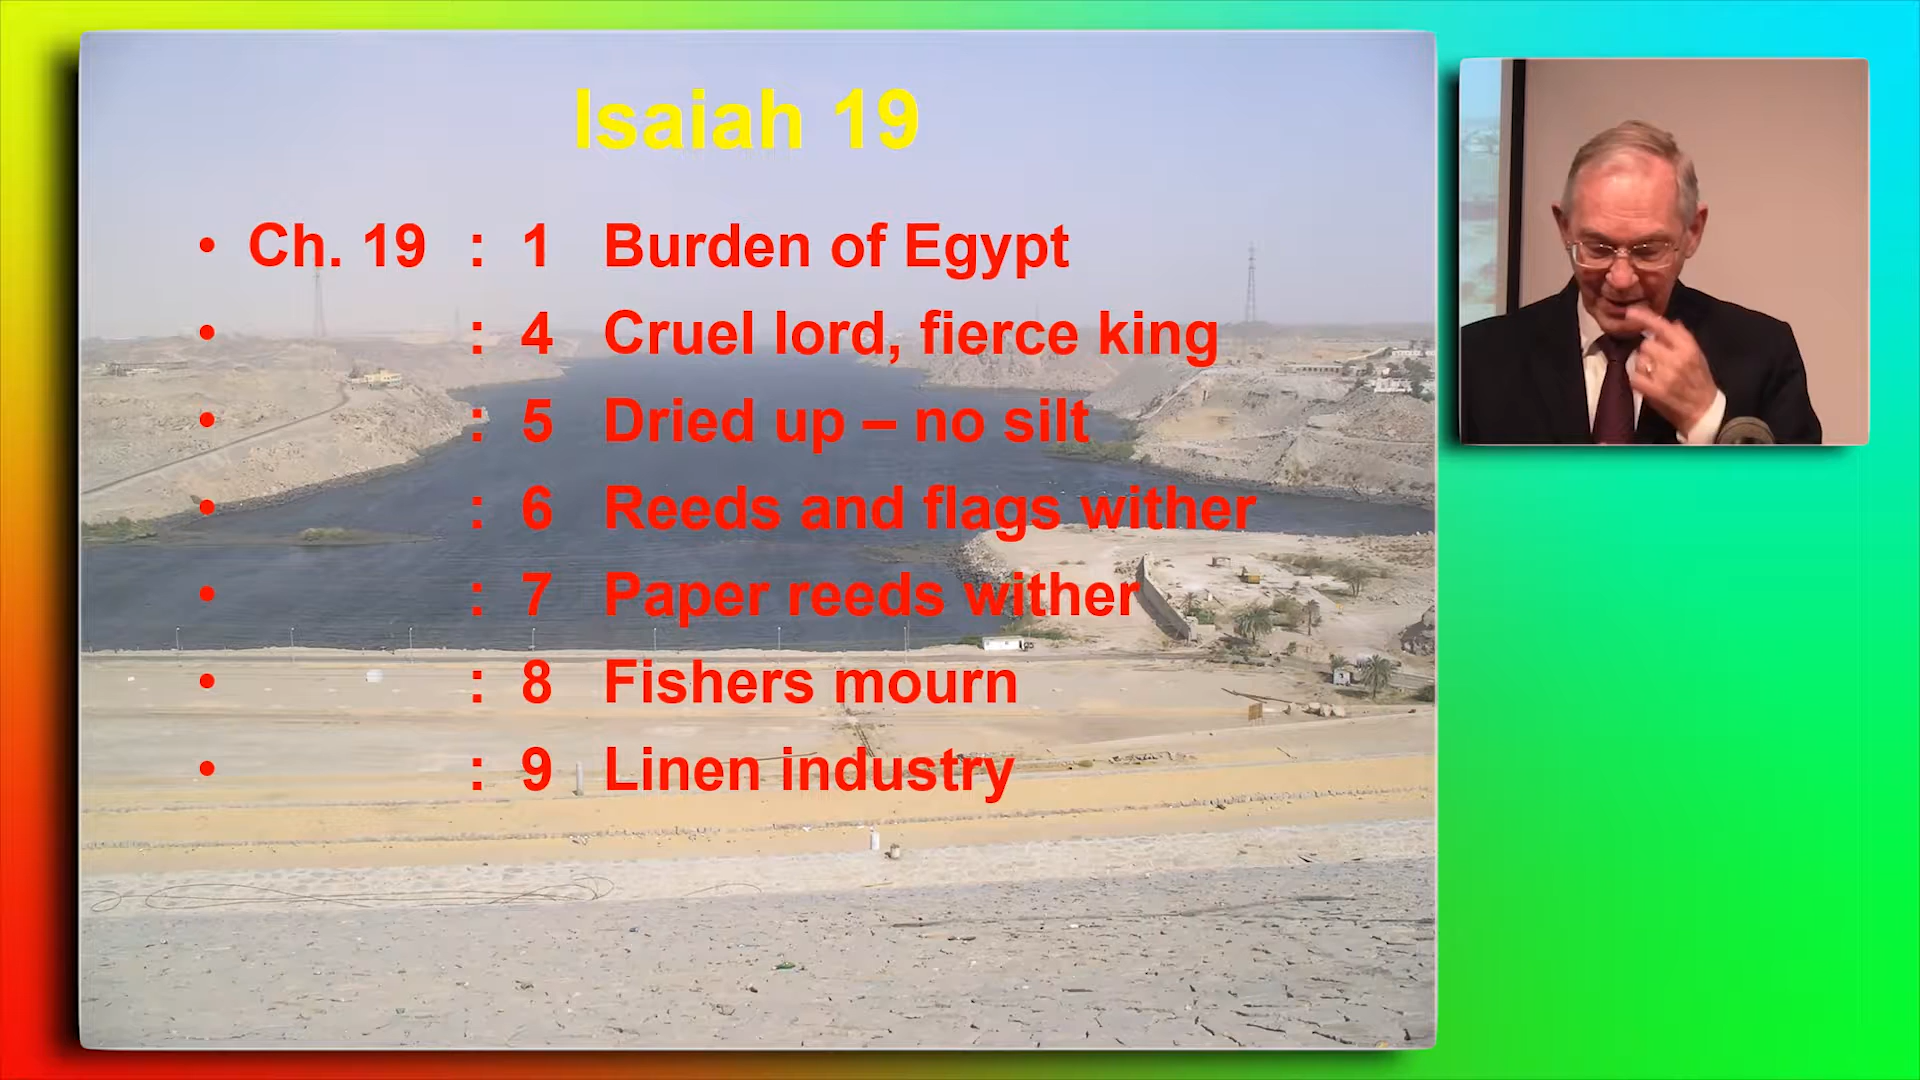 Isaiah 19
• Ch. 19 : 1 Burden of Egypt
• : 4 Cruel lord, fierce king
• : 5 Dried up – no silt
• : 6 Reeds and flags wither
• : 7 Paper reeds wither
• : 8 Fishers mourn
• : 9 Linen industry